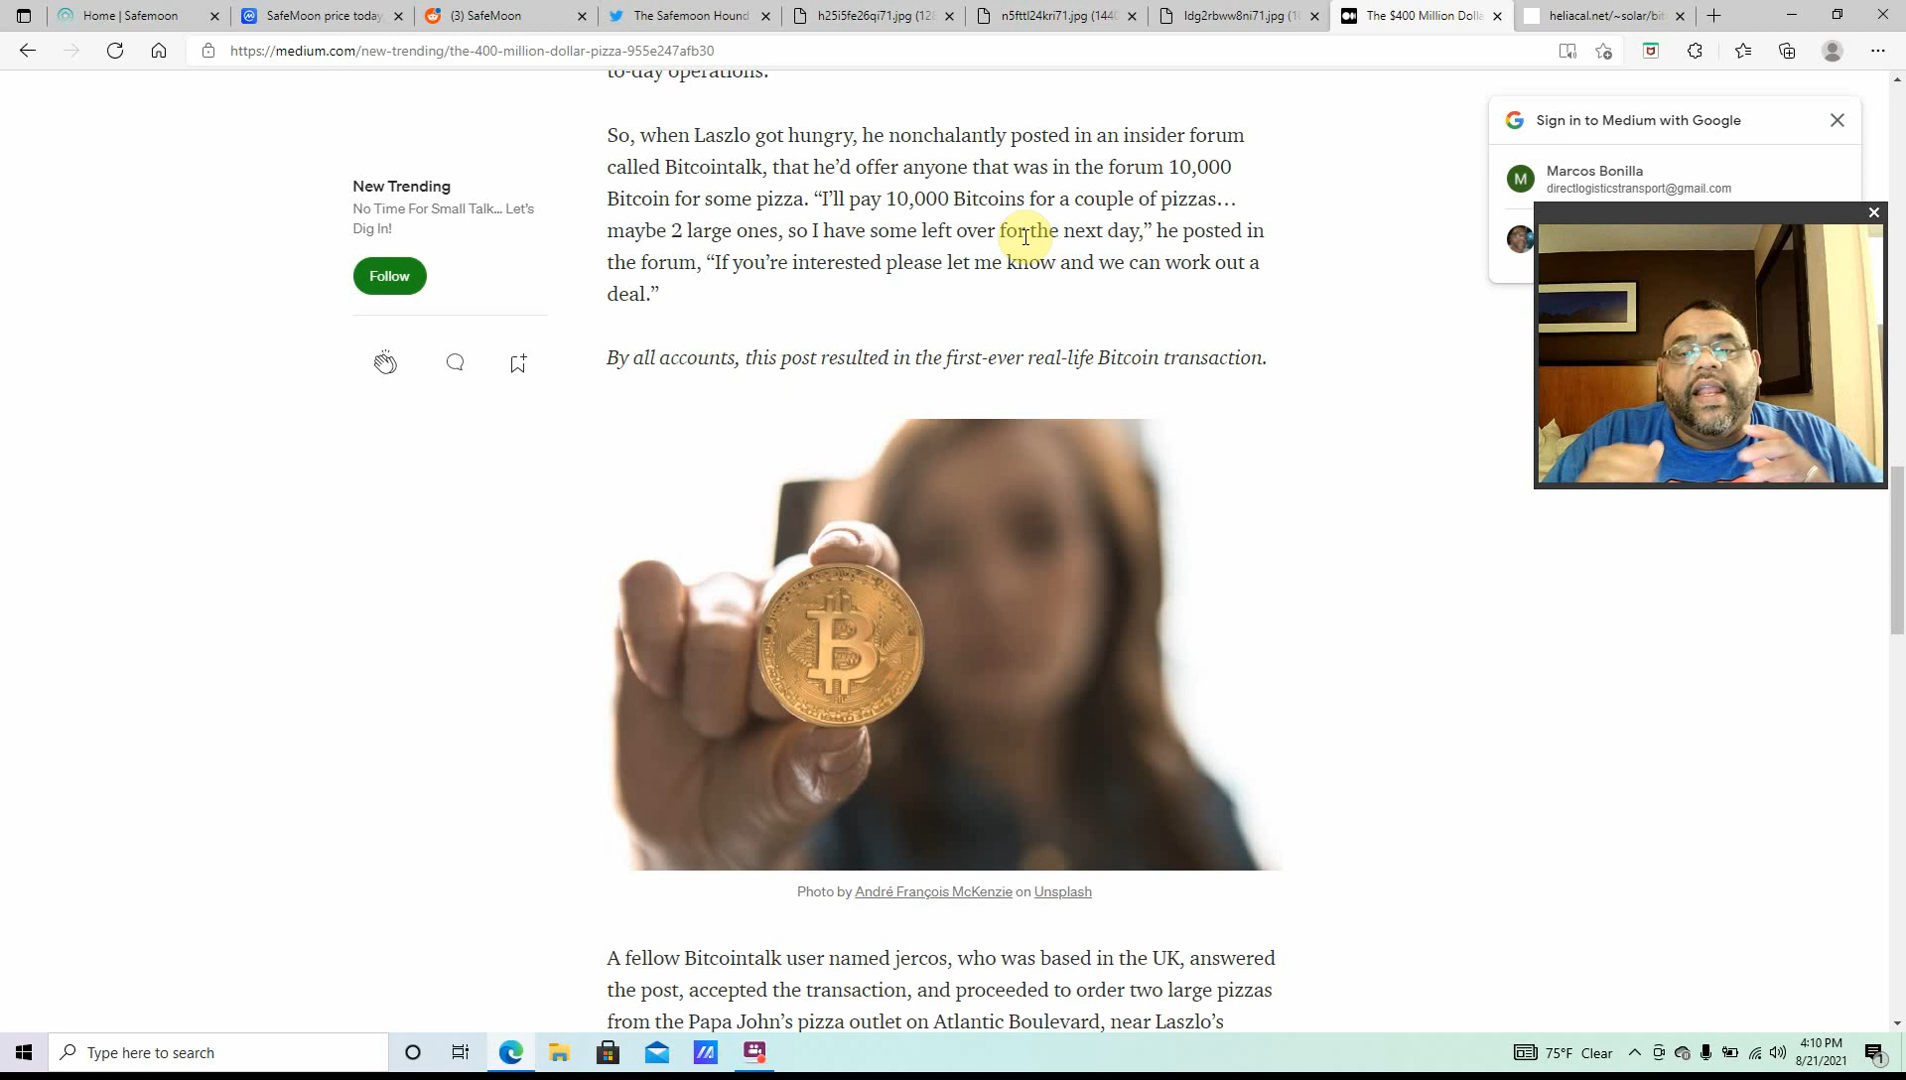 Home | Safemoon
SafeMoon price today
(3) SafeMoon
The Safemoon Hound
h25i5fe26qi71.jpg (128
n5fttl24kri71.jpg (1440
ldg2rbww8ni71.jpg (10
The $400 Million Dolla
heliacal.net/~solar/bit
https://medium.com/new-trending/the-400-million-dollar-pizza-955e247afb30
to-day operations.
So, when Laszlo got hungry, he nonchalantly posted in an insider forum
called Bitcointalk, that he’d offer anyone that was in the forum 10,000
Bitcoin for some pizza. “I’ll pay 10,000 Bitcoins for a couple of pizzas…
maybe 2 large ones, so I have some left over for the next day,” he posted in
the forum, “If you’re interested please let me know and we can work out a
deal.”
By all accounts, this post resulted in the first-ever real-life Bitcoin transaction.
New Trending
No Time For Small Talk… Let’s
Dig In!
Follow
Sign in to Medium with Google
M
Marcos Bonilla
directlogisticstransport@gmail.com
Photo by André François McKenzie on Unsplash
A fellow Bitcointalk user named jercos, who was based in the UK, answered
the post, accepted the transaction, and proceeded to order two large pizzas
from the Papa John’s pizza outlet on Atlantic Boulevard, near Laszlo’s
Type here to search
75°F Clear
4:10 PM
8/21/2021
1